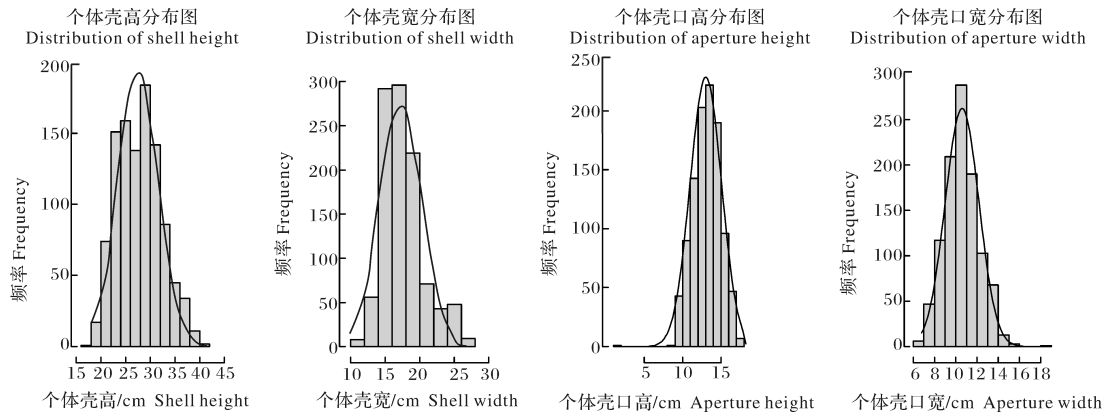 个体壳高分布图
Distribution of shell height
200
150
100
50
0
频率 Frequency
15 20 25 30 35 40 45
个体壳高/cm Shell height
个体壳宽分布图
Distribution of shell width
300
250
200
150
100
50
0
频率 Frequency
10 15 20 25 30
个体壳宽/cm Shell width
个体壳口高分布图
Distribution of aperture height
250
200
150
100
50
0
频率 Frequency
5 10 15
个体壳口高/cm Aperture height
个体壳口宽分布图
Distribution of aperture width
300
250
200
150
100
50
0
频率 Frequency
6 8 10 12 14 16 18
个体壳口宽/cm Aperture width